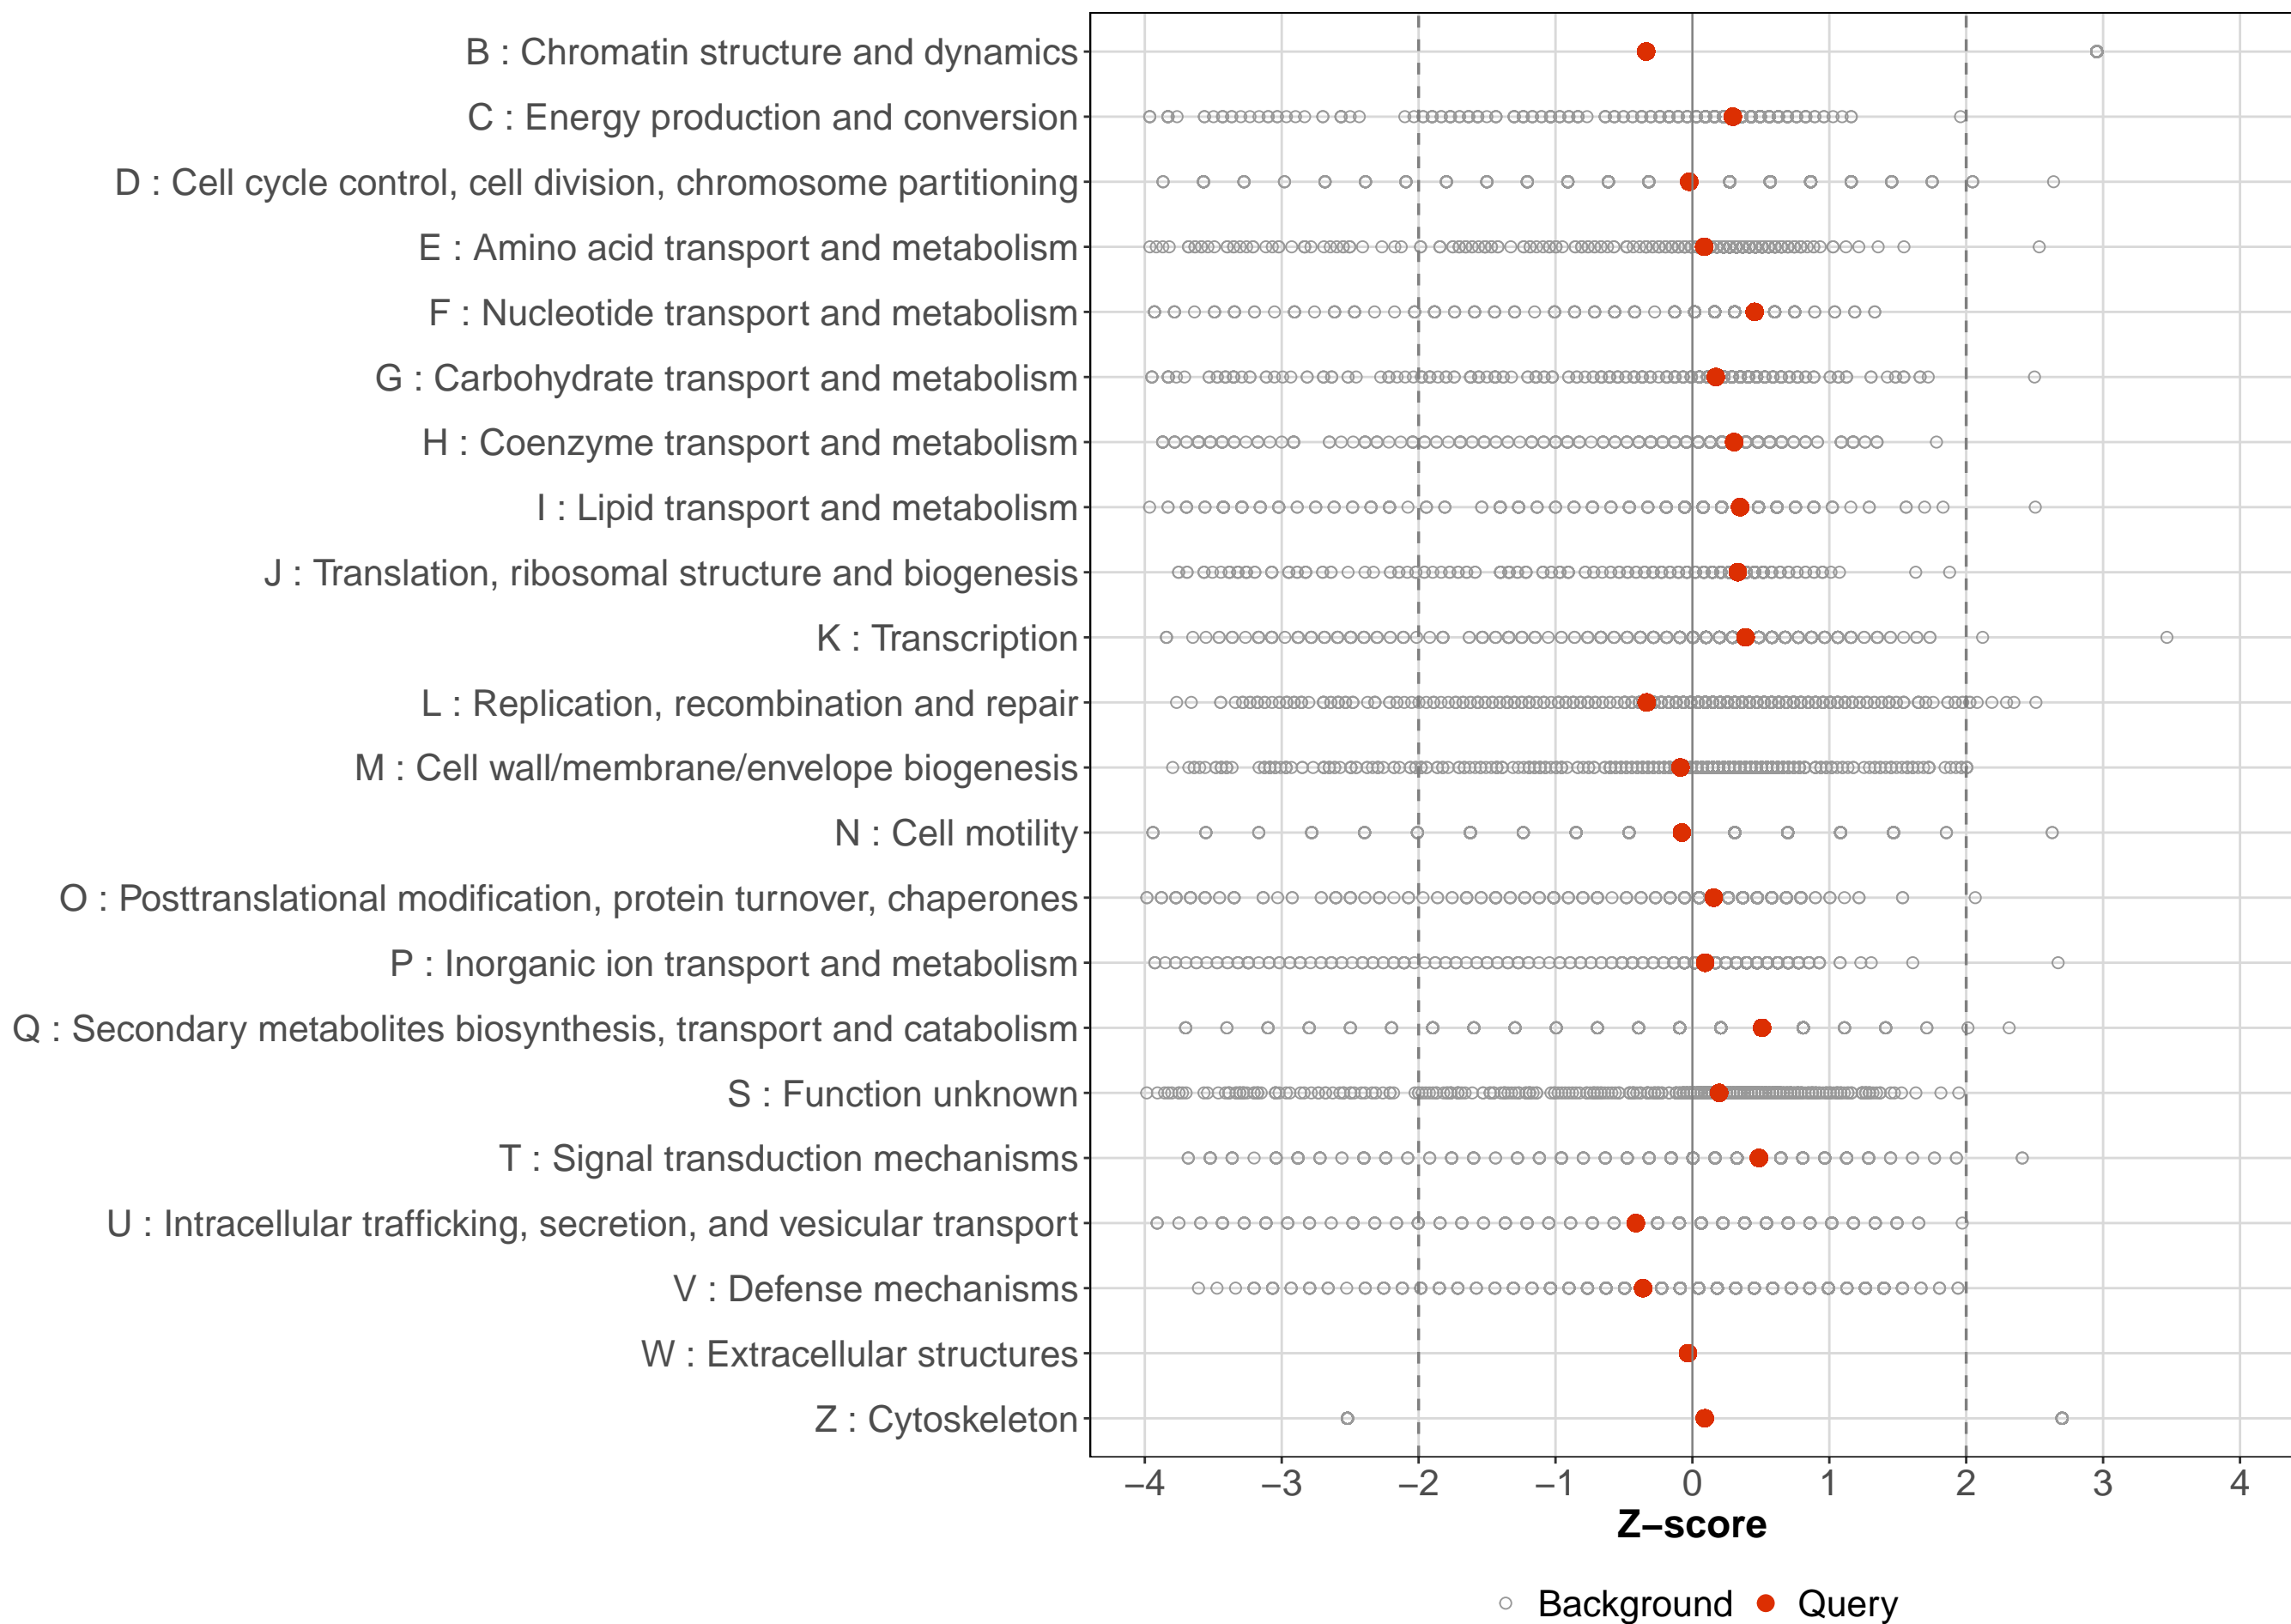 B : Chromatin structure and dynamics
C : Energy production and conversion
D : Cell cycle control, cell division, chromosome partitioning
E : Amino acid transport and metabolism
F : Nucleotide transport and metabolism
G : Carbohydrate transport and metabolism
H : Coenzyme transport and metabolism
I : Lipid transport and metabolism
J : Translation, ribosomal structure and biogenesis
K : Transcription
L : Replication, recombination and repair
M : Cell wall/membrane/envelope biogenesis
N : Cell motility
O : Posttranslational modification, protein turnover, chaperones
P : Inorganic ion transport and metabolism
Q : Secondary metabolites biosynthesis, transport and catabolism
S : Function unknown
T : Signal transduction mechanisms
U : Intracellular trafficking, secretion, and vesicular transport
V : Defense mechanisms
W : Extracellular structures
Z : Cytoskeleton
−4 −3 −2 −1 0 1 2 3 4
Z−score
Background Query